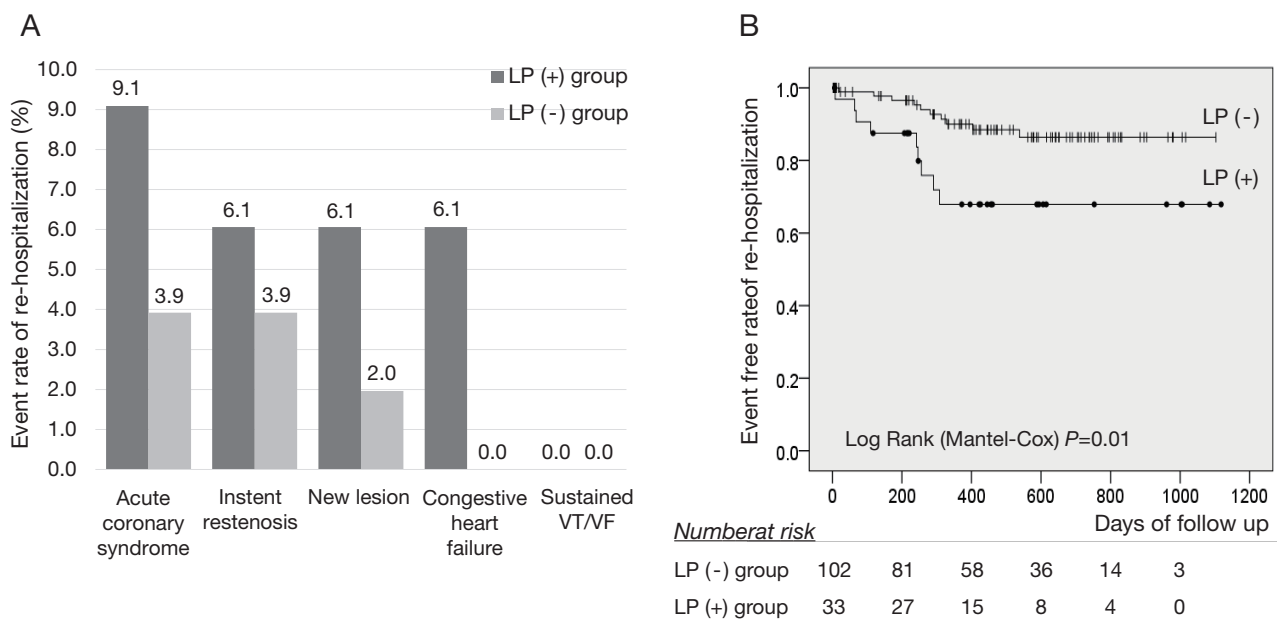 A
Event rate of re-hospitalization (%)
10.0
9.0
8.0
7.0
6.0
5.0
4.0
3.0
2.0
1.0
0.0
LP (+) group
LP (-) group
9.1
3.9
6.1
3.9
6.1
2.0
6.1
0.0
0.0
0.0
Acute
coronary
syndrome
Instent
restenosis
New lesion
Congestive
heart
failure
Sustained
VT/VF
B
Event free rateof re-hospitalization
1.0
0.8
0.6
0.4
0.2
0.0
LP (-)
LP (+)
Log Rank (Mantel-Cox) P=0.01
0 200 400 600 800 1000 1200
Days of follow up
Numberat risk
LP (-) group 102 81 58 36 14 3
LP (+) group 33 27 15 8 4 0